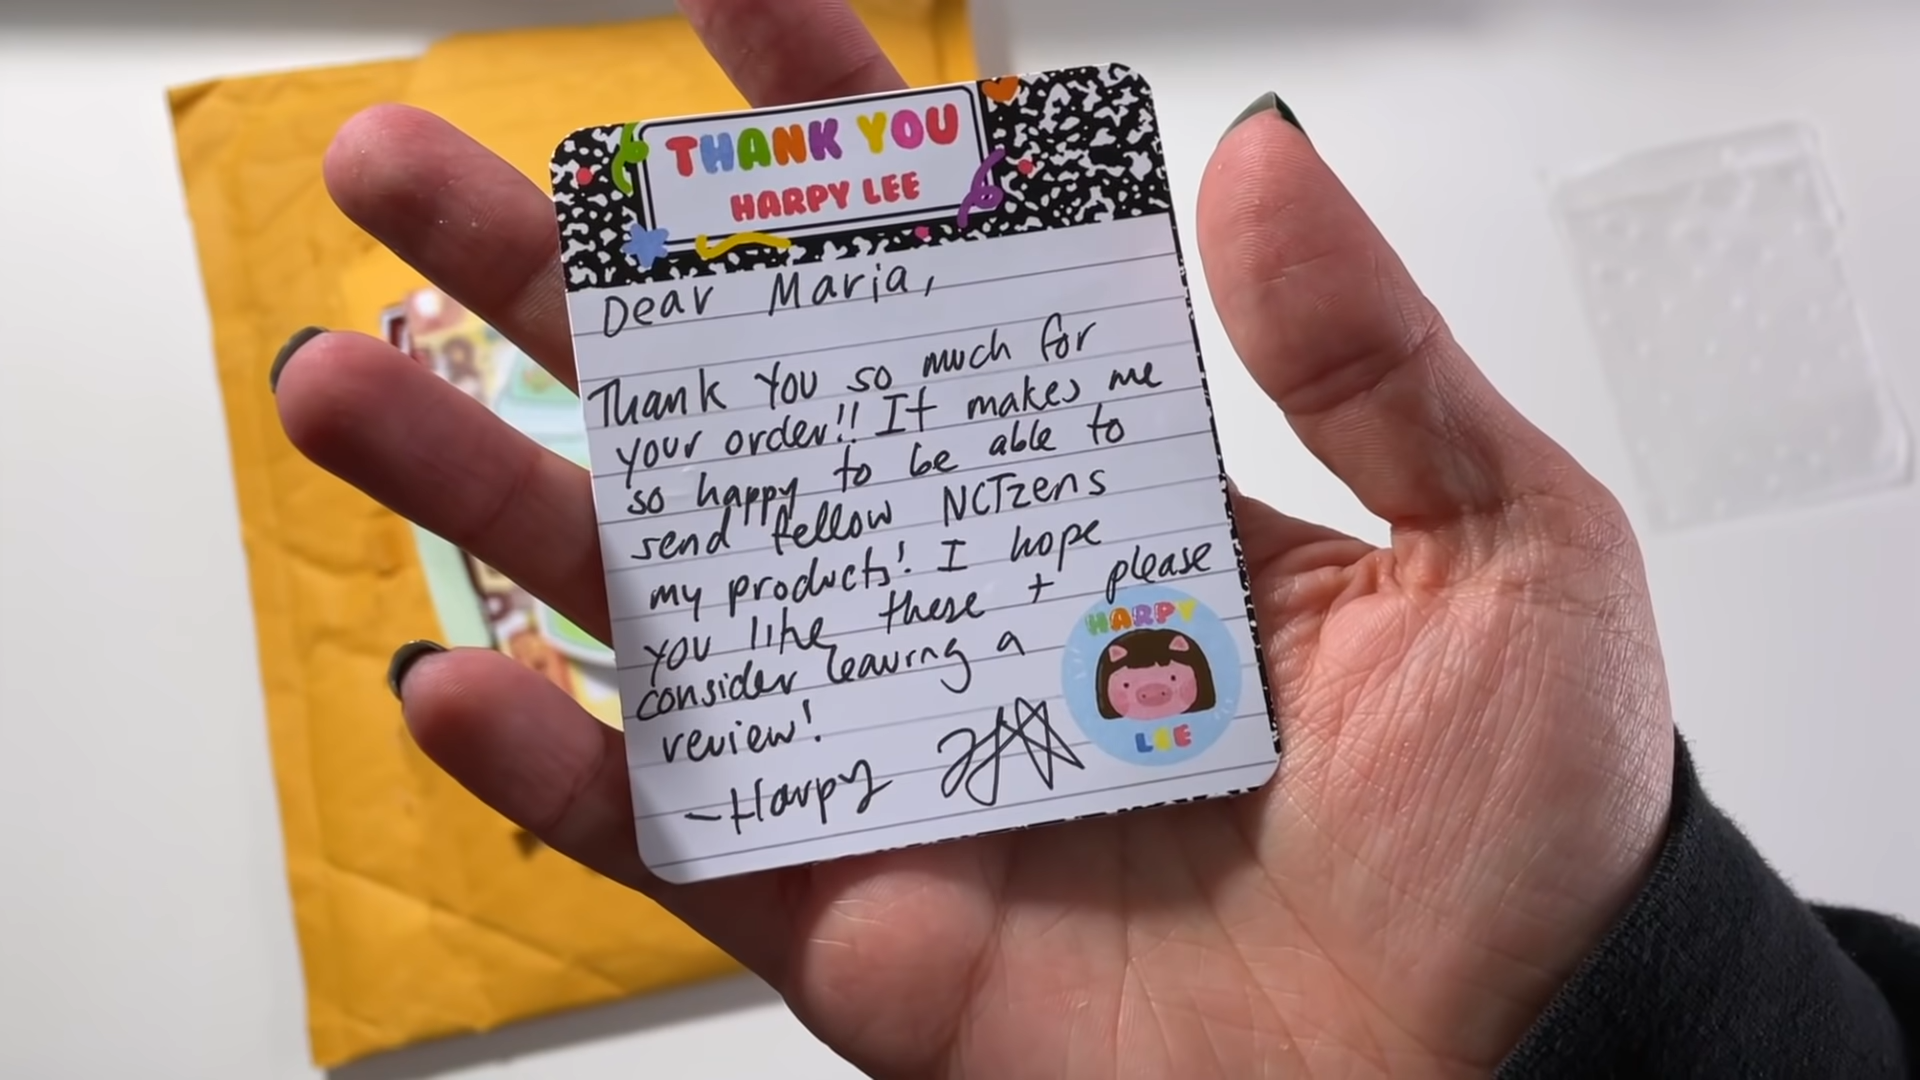 THANK YOU
HARPY LEE
Dear Maria,
Thank You so much for
your order!! It makes me
so happy to be able to
send fellow NCTzens
my products! I hope
you like these + please
consider leaving a
review!
-Harpy
HARPY
LEE